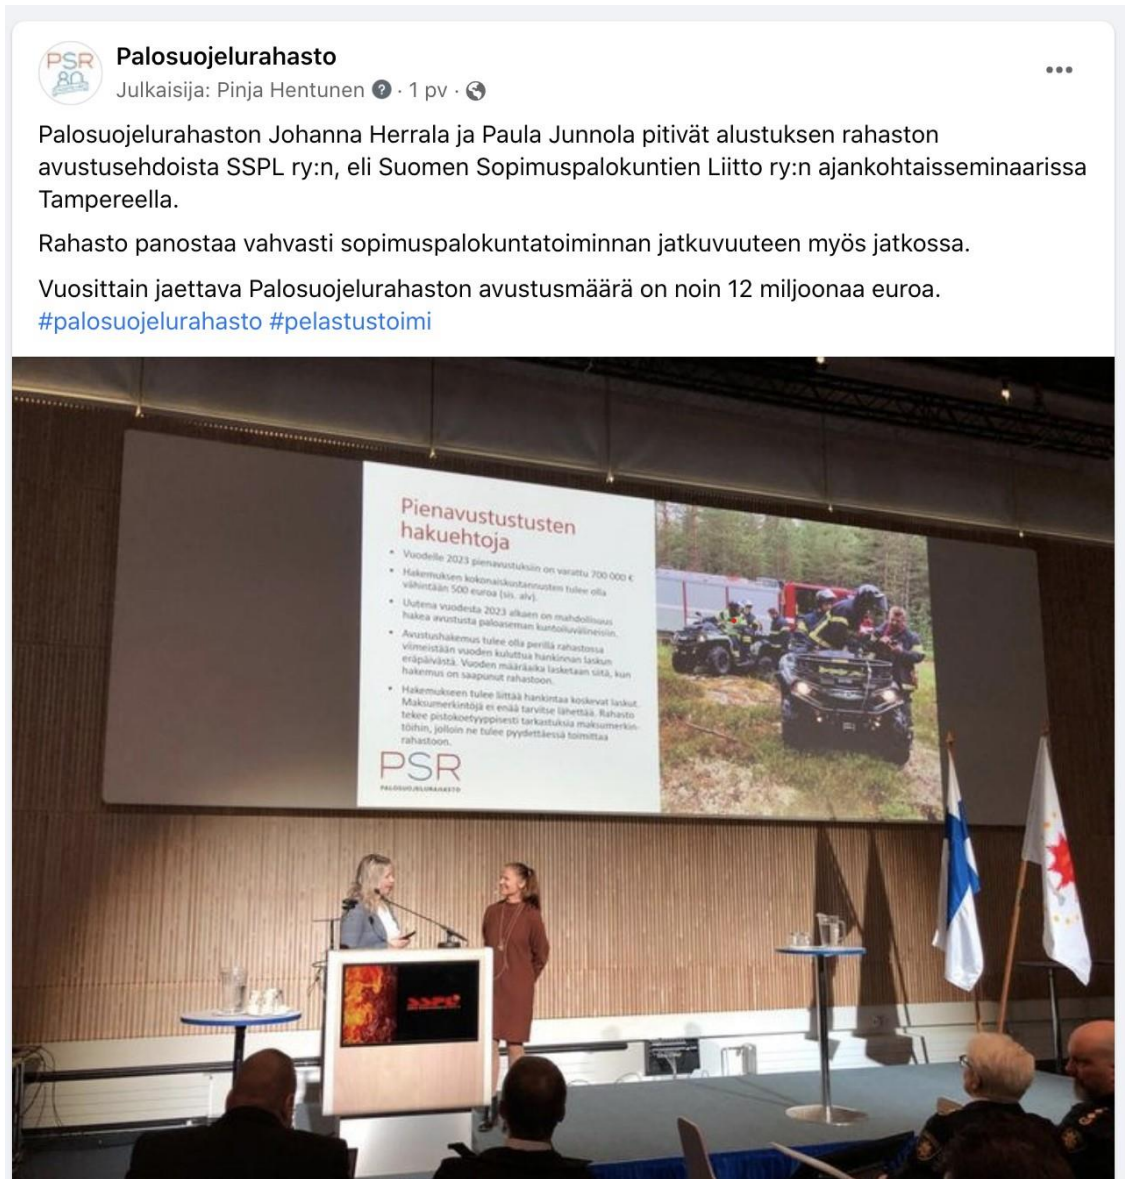 PSR
80
Palosuojelurahasto
Julkaisija: Pinja Hentunen · 1 pv ·
Palosuojelurahaston Johanna Herrala ja Paula Junnola pitivät alustuksen rahaston
avustusehdoista SSPL ry:n, eli Suomen Sopimuspalokuntien Liitto ry:n ajankohtaisseminaarissa
Tampereella.
Rahasto panostaa vahvasti sopimuspalokuntatoiminnan jatkuvuuteen myös jatkossa.
Vuosittain jaettava Palosuojelurahaston avustusmäärä on noin 12 miljoonaa euroa.
#palosuojelurahasto #pelastustoimi
Pienavustustusten
hakuehtoja
• Vuodelle 2023 pienavustuksiin on varattu 700 000 €
• Hakemuksen kokonaiskustannusten tulee olla
vähintään 500 euroa (sis. alv).
• Uutena vuodesta 2023 alkaen on mahdollisuus
hakea avustusta paloaseman kuntoiluvälineisiin.
• Avustushakemus tulee olla perillä rahastossa
viimeistään vuoden kuluttua hankinnan laskun
eräpäivästä. Vuoden määräaika lasketaan siitä, kun
hakemus on saapunut rahastoon.
• Hakemukseen tulee liittää hankintaa koskevat laskut.
Maksumerkintöjä ei enää tarvitse lähettää. Rahasto
tekee pistokoetyyppisesti tarkastuksia maksumerkin-
töihin, jolloin ne tulee pyydettäessä toimittaa
rahastoon.
PSR
PALOSUOJELURAHASTO
SSPL